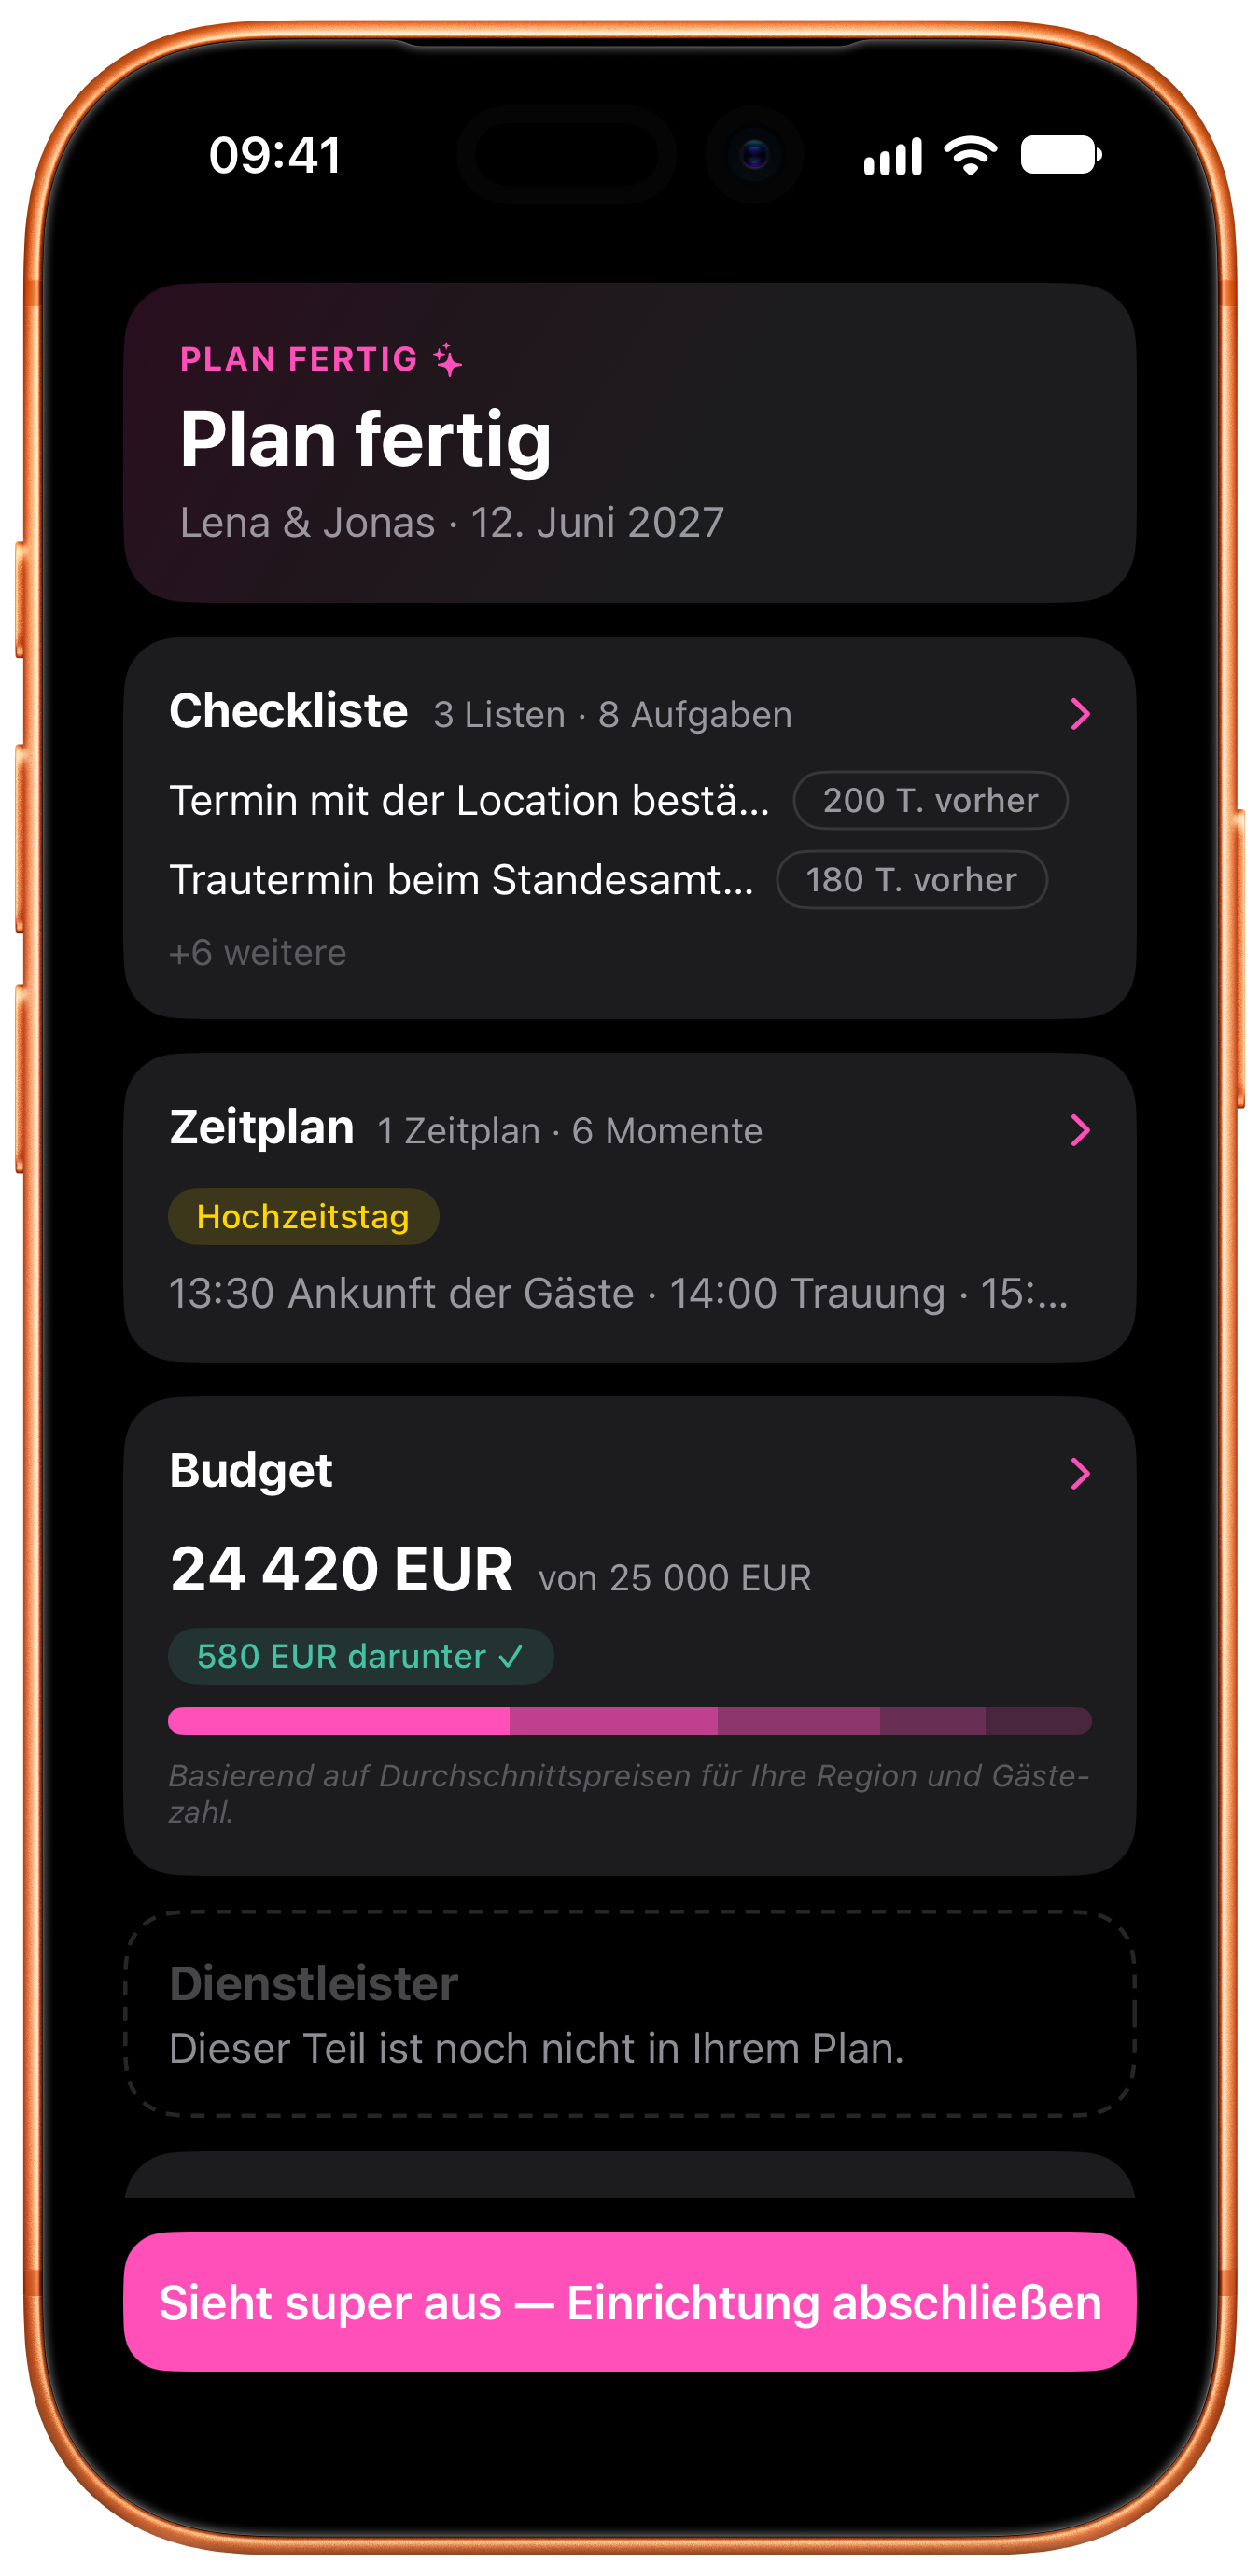 09:41
PLAN FERTIG
Plan fertig
Lena & Jonas · 12. Juni 2027
Checkliste 3 Listen · 8 Aufgaben
Termin mit der Location bestä... 200 T. vorher
Trautermin beim Standesamt... 180 T. vorher
+6 weitere
Zeitplan 1 Zeitplan · 6 Momente
Hochzeitstag
13:30 Ankunft der Gäste · 14:00 Trauung · 15:...
Budget
24 420 EUR von 25 000 EUR
580 EUR darunter ✓
Basierend auf Durchschnittspreisen für Ihre Region und Gäste-
zahl.
Dienstleister
Dieser Teil ist noch nicht in Ihrem Plan.
Sieht super aus — Einrichtung abschließen